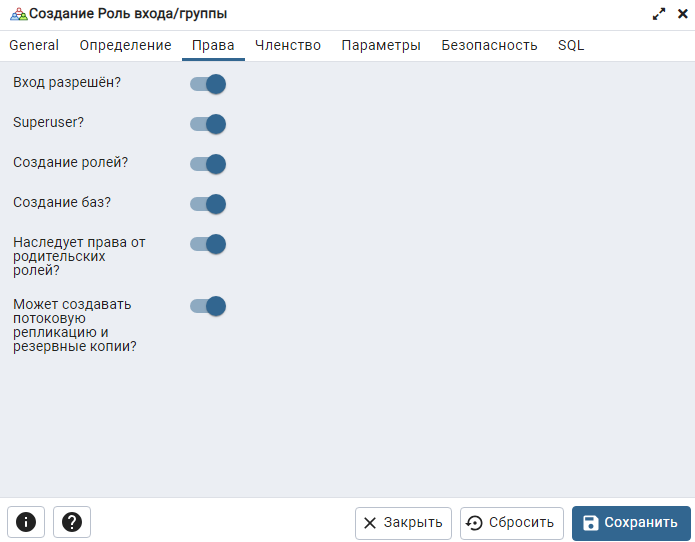 Создание Роль входа/группы
General Определение Права Членство Параметры Безопасность SQL
Вход разрешён?
Superuser?
Создание ролей?
Создание баз?
Наследует права от
родительских
ролей?
Может создавать
потоковую
репликацию и
резервные копии?
Закрыть Сбросить Сохранить